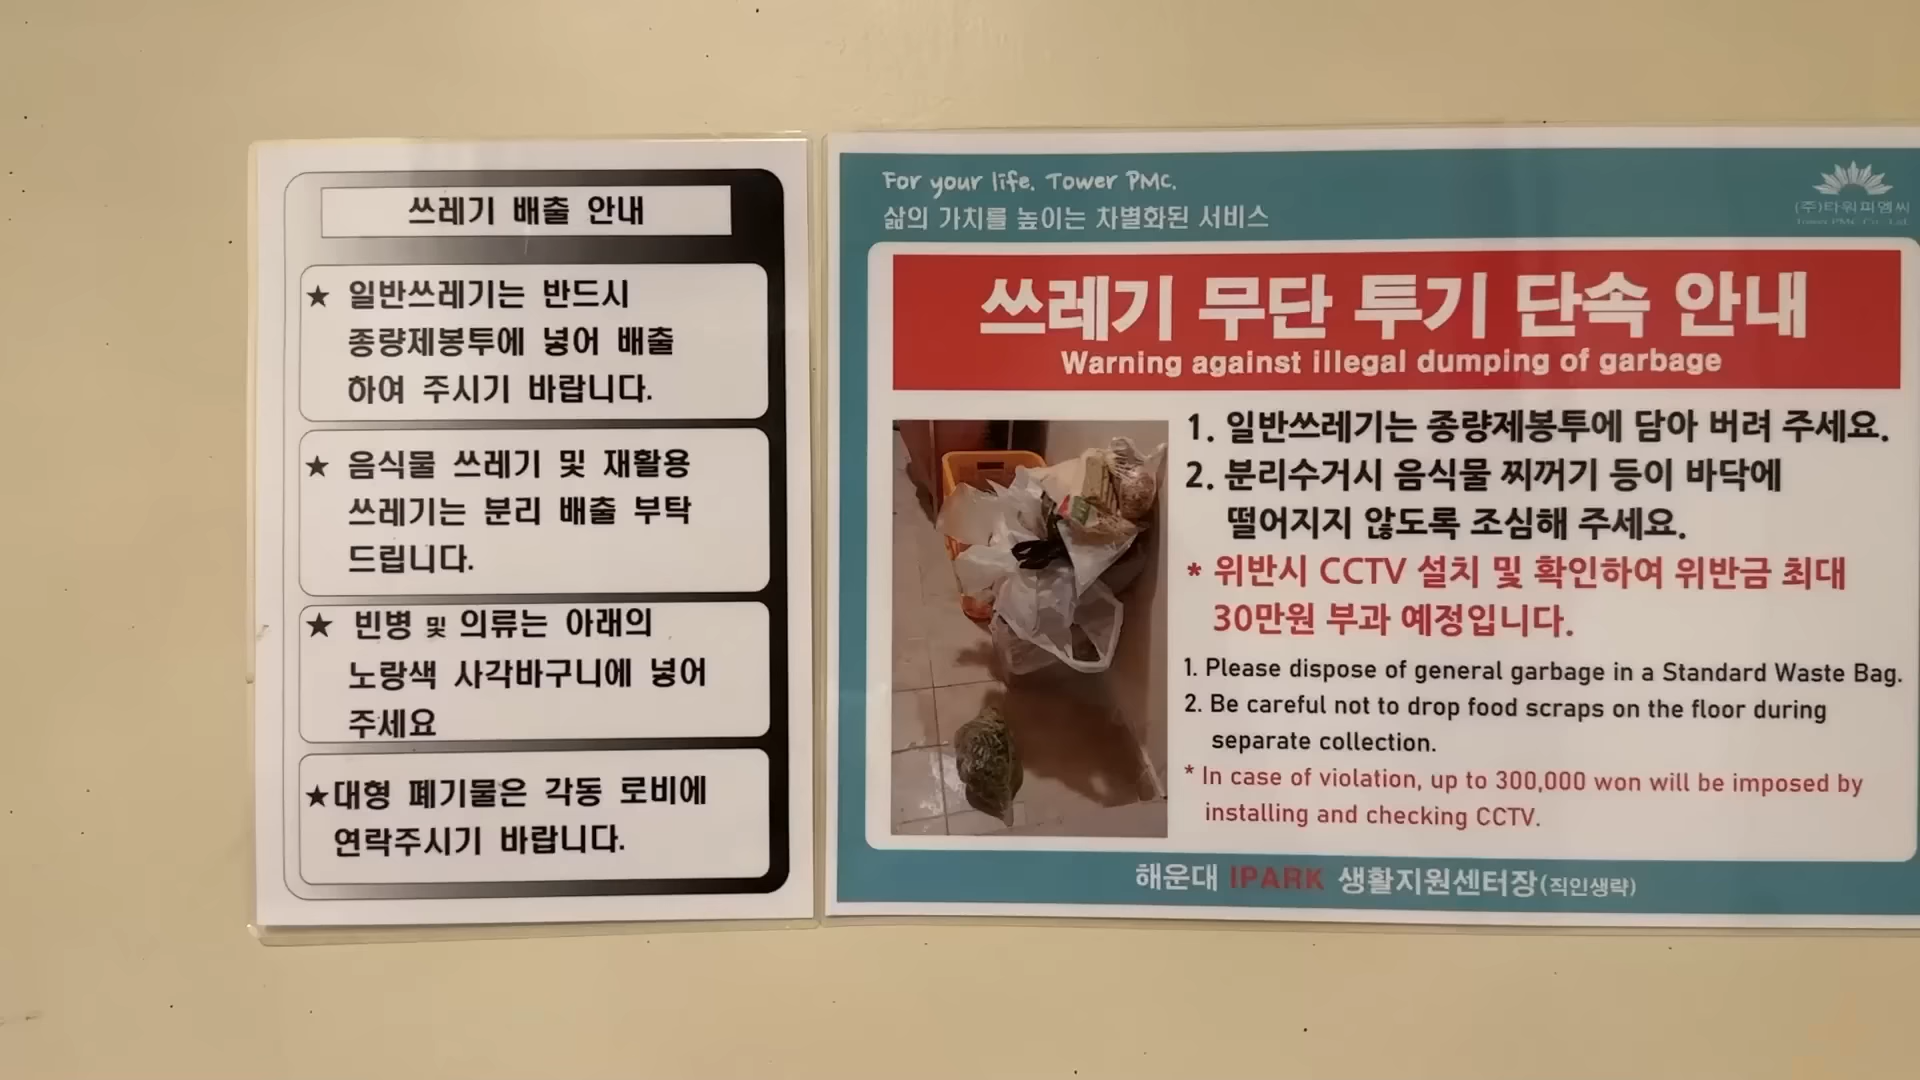 쓰레기 배출 안내
★ 일반쓰레기는 반드시
종량제봉투에 넣어 배출
하여 주시기 바랍니다.
★ 음식물 쓰레기 및 재활용
쓰레기는 분리 배출 부탁
드립니다.
★ 빈병 및 의류는 아래의
노랑색 사각바구니에 넣어
주세요
★대형 폐기물은 각동 로비에
연락주시기 바랍니다.
For your life. Tower PMc.
삶의 가치를 높이는 차별화된 서비스
(주)타워피엠씨
Tower PMc Co., Ltd.
쓰레기 무단 투기 단속 안내
Warning against illegal dumping of garbage
1. 일반쓰레기는 종량제봉투에 담아 버려 주세요.
2. 분리수거시 음식물 찌꺼기 등이 바닥에
떨어지지 않도록 조심해 주세요.
* 위반시 CCTV 설치 및 확인하여 위반금 최대
30만원 부과 예정입니다.
1. Please dispose of general garbage in a Standard Waste Bag.
2. Be careful not to drop food scraps on the floor during
separate collection.
* In case of violation, up to 300,000 won will be imposed by
installing and checking CCTV.
해운대 IPARK 생활지원센터장(직인생략)